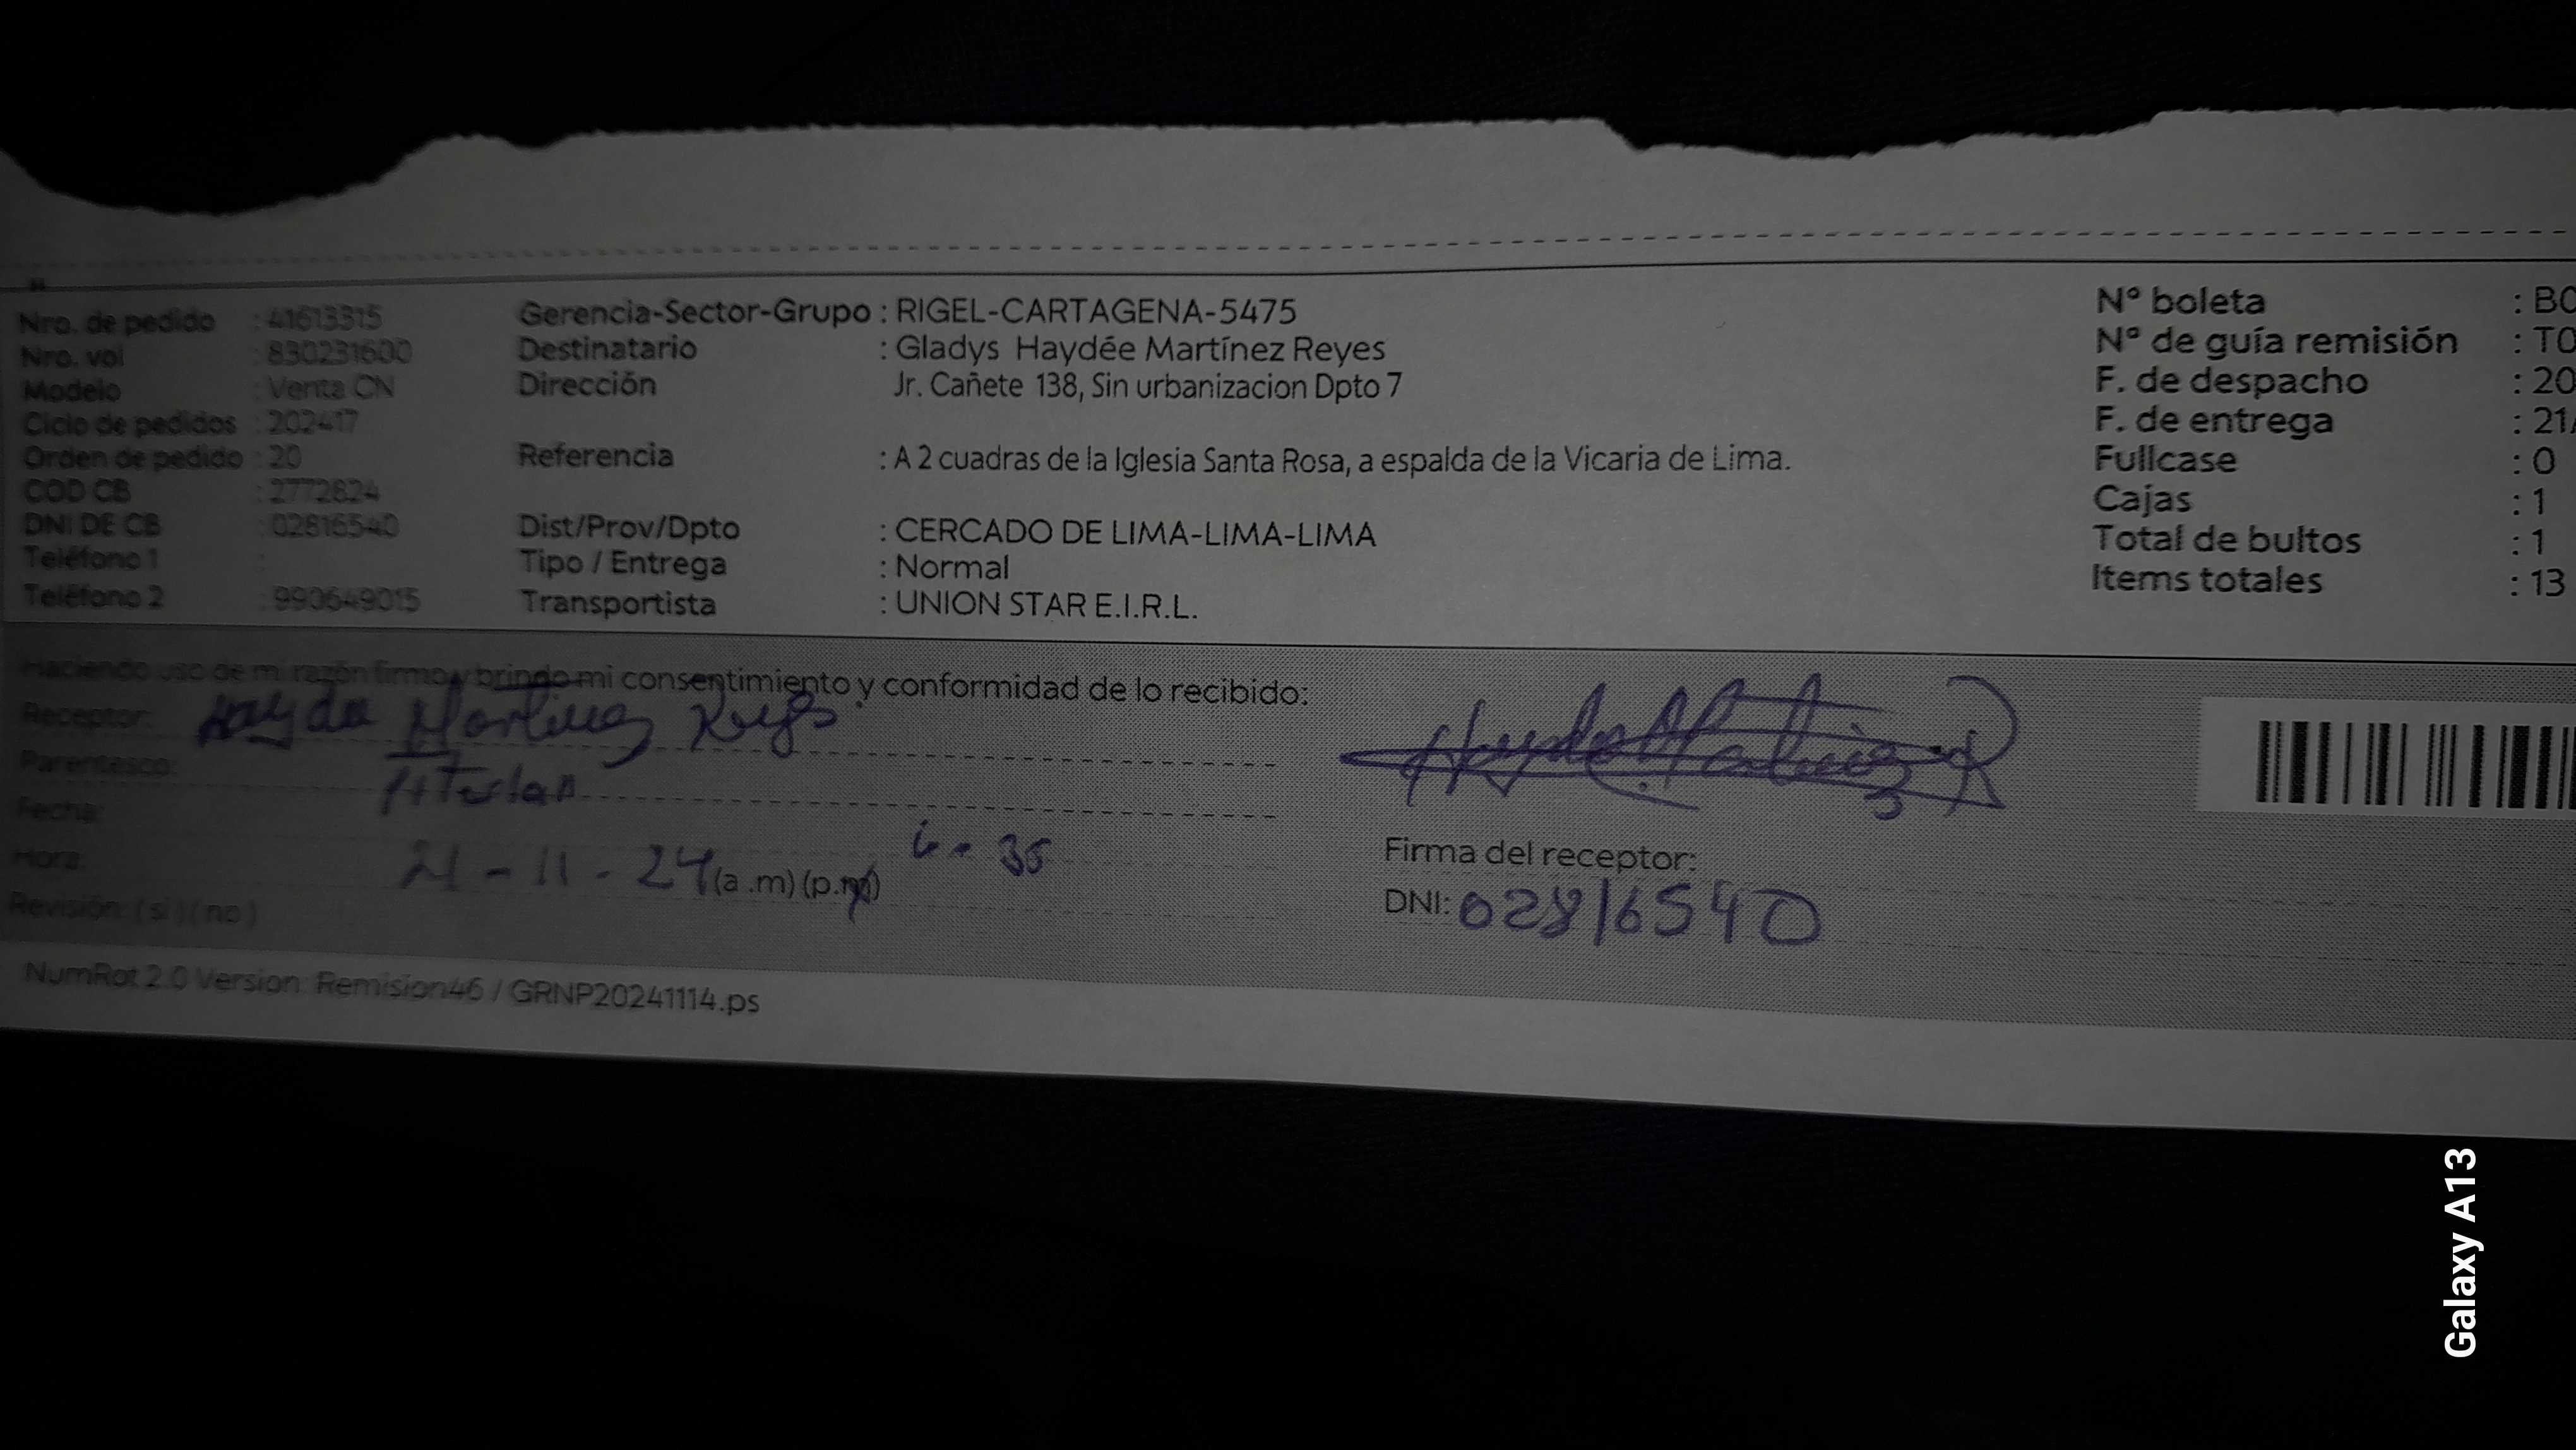 Nro. de pedido : 41613315
Nro. vol : 830231600
Modelo : Venta CN
Ciclo de pedidos : 202417
Orden de pedido : 20
COD CB : 2772824
DNI DE CB : 02816540
Teléfono 1 :
Teléfono 2 : 990649015
Gerencia-Sector-Grupo : RIGEL-CARTAGENA-5475
Destinatario : Gladys Haydée Martínez Reyes
Dirección Jr. Cañete 138, Sin urbanizacion Dpto 7
Referencia : A 2 cuadras de la Iglesia Santa Rosa, a espalda de la Vicaria de Lima.
Dist/Prov/Dpto : CERCADO DE LIMA-LIMA-LIMA
Tipo / Entrega : Normal
Transportista : UNION STAR E.I.R.L.
N° boleta : B0
N° de guía remisión : T0
F. de despacho : 20
F. de entrega : 21/
Fullcase : 0
Cajas : 1
Total de bultos : 1
Items totales : 13
Haciendo uso de mi razón firmo y brindo mi consentimiento y conformidad de lo recibido:
Receptor: Hayde Martinez Reyes
Parentesco:
Fecha:
Hora: 21 - 11 - 24 (a .m) (p.m)
Revisión: ( si ) ( no )
Firma del receptor:
DNI: 02816540
NumRot 2.0 Version: Remision46 / GRNP20241114.ps
Galaxy A13